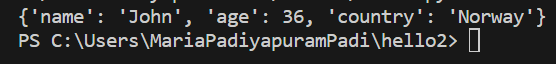 {'name': 'John', 'age': 36, 'country': 'Norway'}
PS C:\Users\MariaPadiyapuramPadi\hello2>